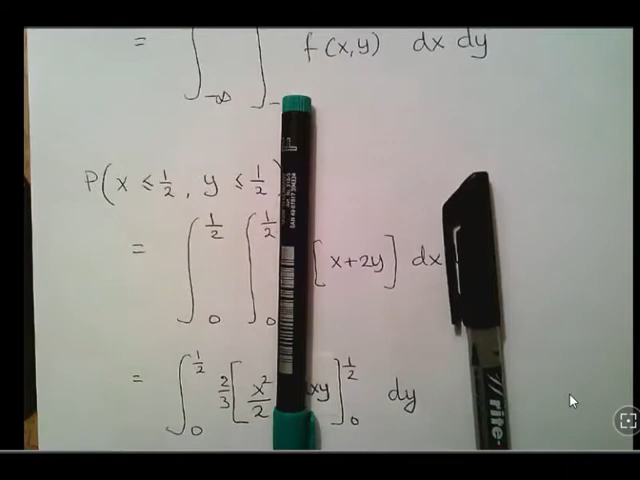 = ∫_{-∞} ∫_{-} f(x,y) dx dy
P(x ≤ 1/2, y ≤ 1/2
= ∫_0^{1/2} ∫_0^{1/2} [x+2y] dx
= ∫_0^{1/2} 2/3 [x²/2 xy]_0^{1/2} dy
rite-